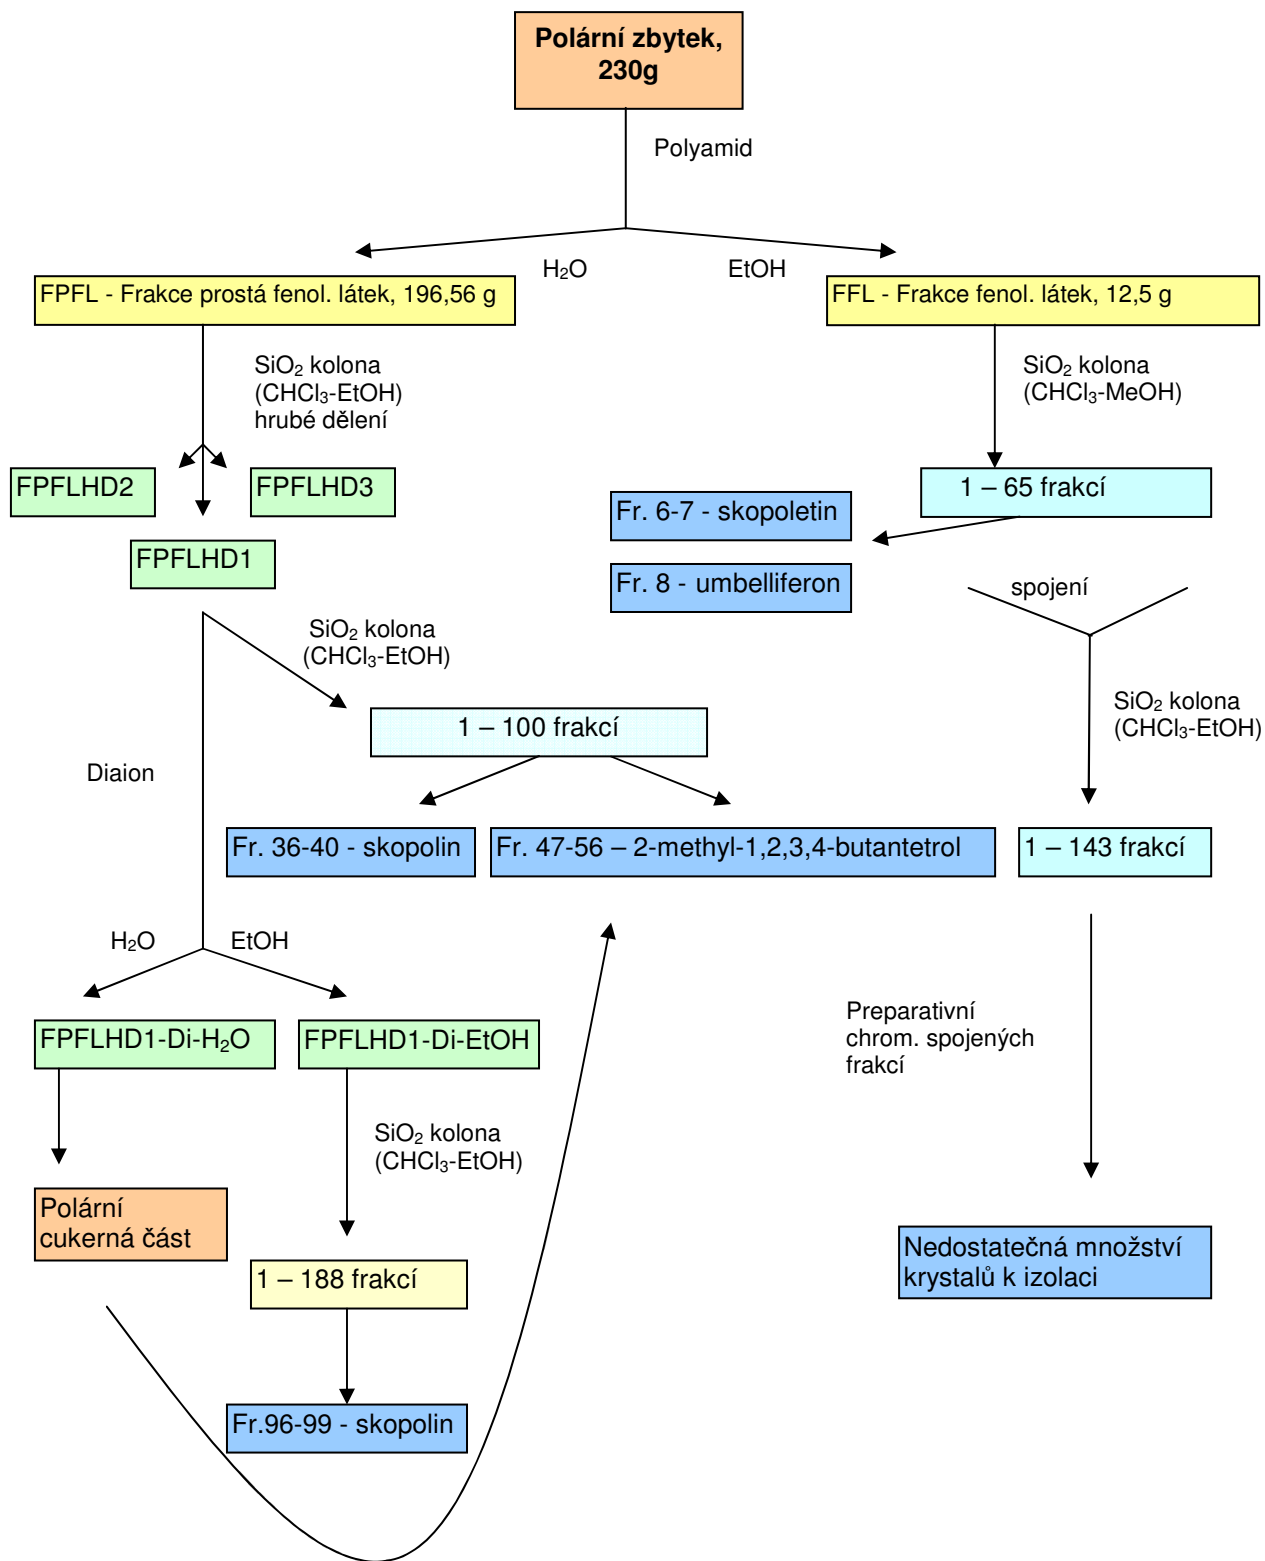 Polární zbytek,
230g
Polyamid
H₂O
EtOH
FPFL - Frakce prostá fenol. látek, 196,56 g
FFL - Frakce fenol. látek, 12,5 g
SiO₂ kolona
(CHCl₃-EtOH)
hrubé dělení
SiO₂ kolona
(CHCl₃-MeOH)
FPFLHD2
FPFLHD3
1 – 65 frakcí
Fr. 6-7 - skopoletin
FPFLHD1
Fr. 8 - umbelliferon
spojení
SiO₂ kolona
(CHCl₃-EtOH)
SiO₂ kolona
(CHCl₃-EtOH)
1 – 100 frakcí
Diaion
Fr. 36-40 - skopolin
Fr. 47-56 – 2-methyl-1,2,3,4-butantetrol
1 – 143 frakcí
H₂O
EtOH
Preparativní
chrom. spojených
frakcí
FPFLHD1-Di-H₂O
FPFLHD1-Di-EtOH
SiO₂ kolona
(CHCl₃-EtOH)
Polární
cukerná část
Nedostatečná množství
krystalů k izolaci
1 – 188 frakcí
Fr.96-99 - skopolin